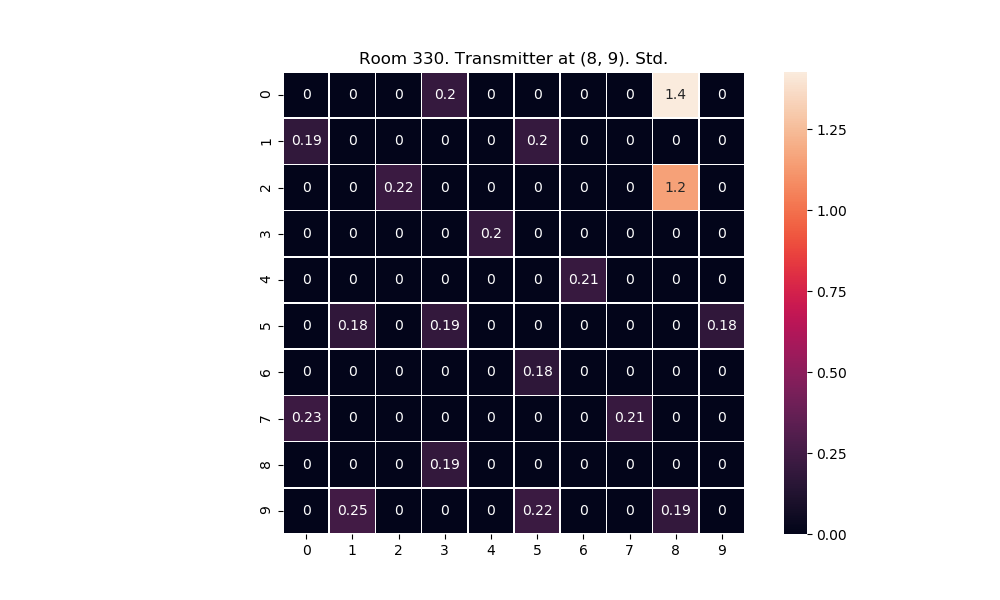 Room 330. Transmitter at (8, 9). Std.
0 0 0 0 0.2 0 0 0 0 1.4 0
1 0.19 0 0 0 0 0.2 0 0 0 0
2 0 0 0.22 0 0 0 0 0 1.2 0
3 0 0 0 0 0.2 0 0 0 0 0
4 0 0 0 0 0 0 0.21 0 0 0
5 0 0.18 0 0.19 0 0 0 0 0 0.18
6 0 0 0 0 0 0.18 0 0 0 0
7 0.23 0 0 0 0 0 0 0.21 0 0
8 0 0 0 0.19 0 0 0 0 0 0
9 0 0.25 0 0 0 0.22 0 0 0.19 0
0 1 2 3 4 5 6 7 8 9
1.25
1.00
0.75
0.50
0.25
0.00